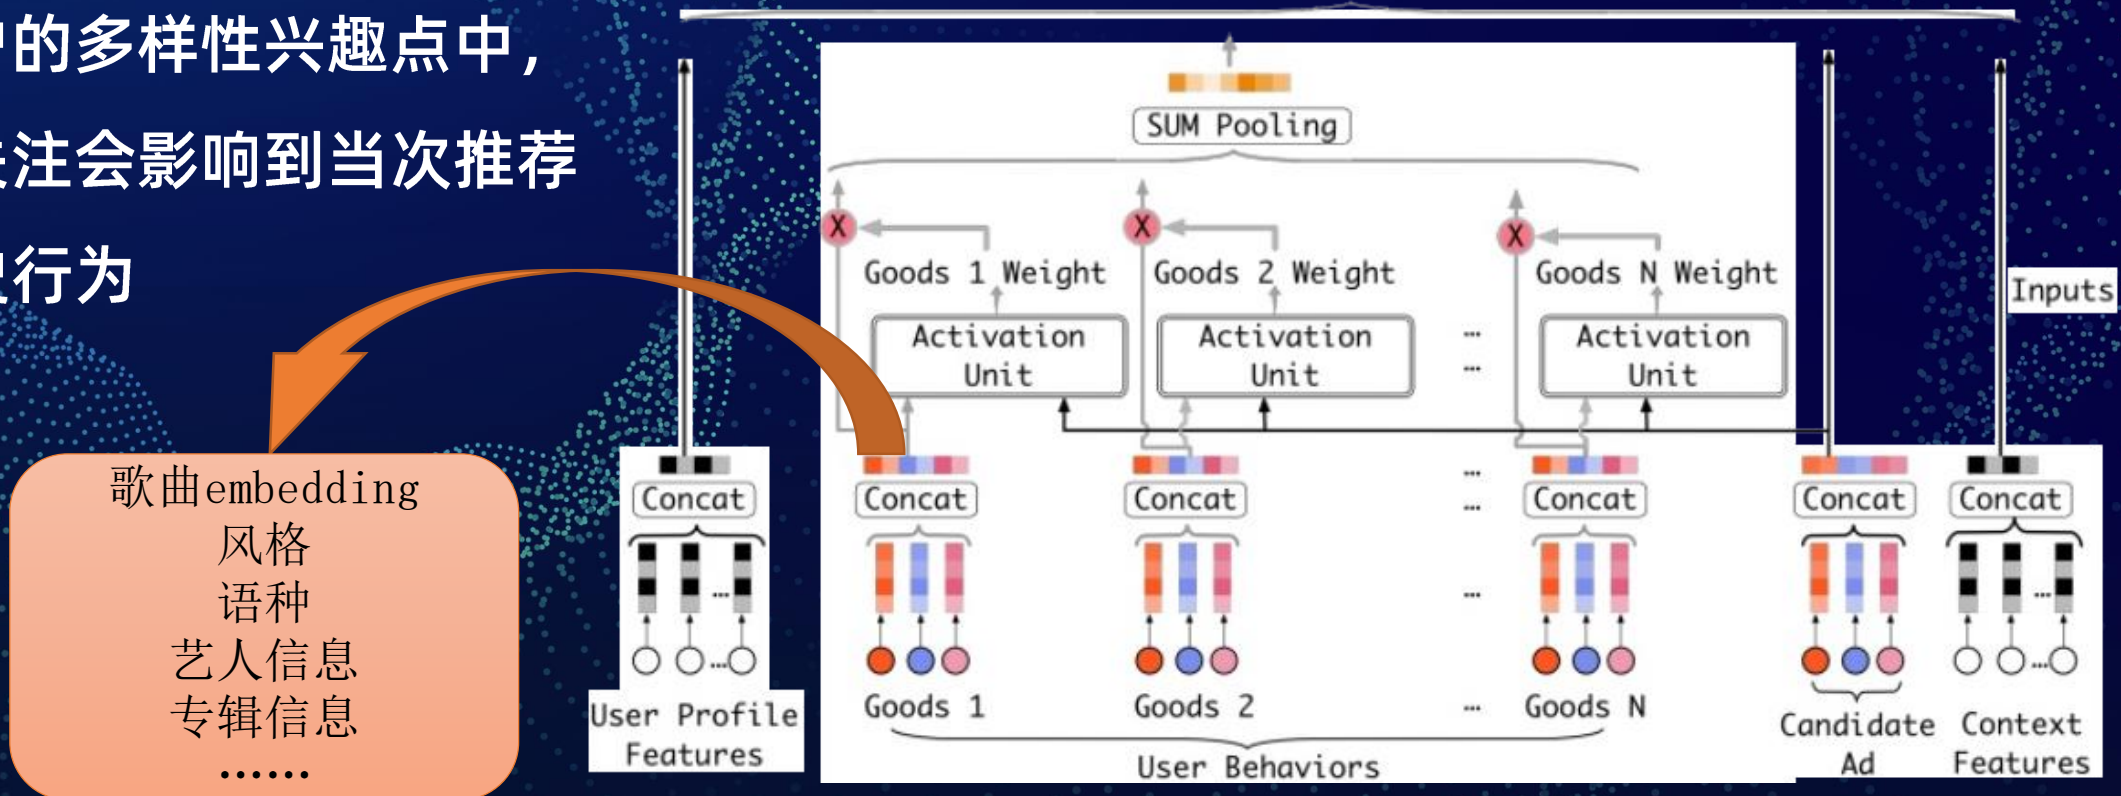 的多样性兴趣点中，
注会影响到当次推荐
行为
SUM Pooling
X
X
X
Goods 1 Weight
Goods 2 Weight
Goods N Weight
Inputs
Activation
Unit
Activation
Unit
...
...
Activation
Unit
歌曲embedding
风格
语种
艺人信息
专辑信息
......
Concat
Concat
Concat
...
...
Concat
Concat
Concat
...
...
...
User Profile
Features
Goods 1
Goods 2
...
Goods N
User Behaviors
Candidate
Ad
Context
Features